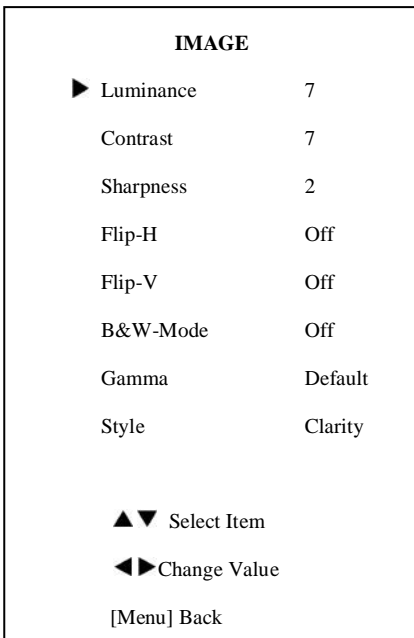 IMAGE
▶ Luminance 7
Contrast 7
Sharpness 2
Flip-H Off
Flip-V Off
B&W-Mode Off
Gamma Default
Style Clarity
▲▼ Select Item
◀▶Change Value
[Menu] Back